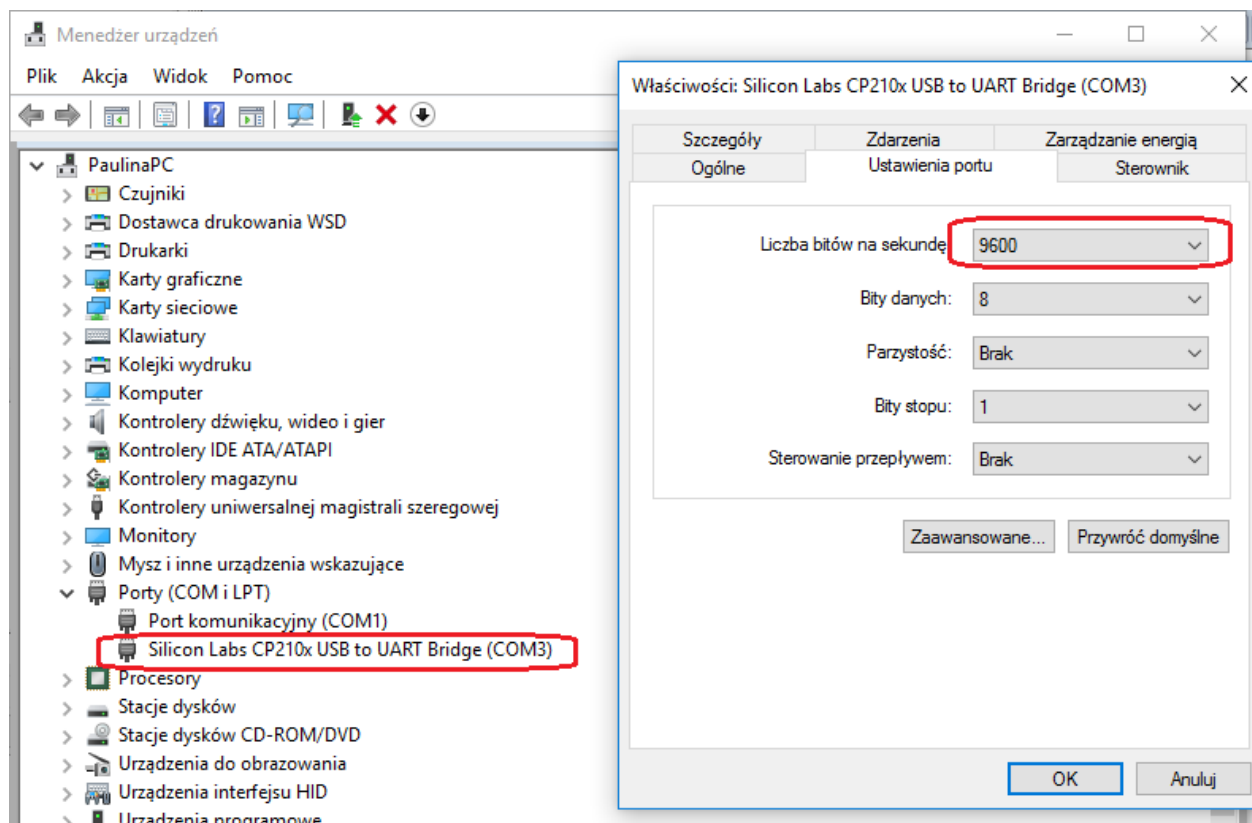 Menedżer urządzeń
Plik Akcja Widok Pomoc
PaulinaPC
Czujniki
Dostawca drukowania WSD
Drukarki
Karty graficzne
Karty sieciowe
Klawiatury
Kolejki wydruku
Komputer
Kontrolery dźwięku, wideo i gier
Kontrolery IDE ATA/ATAPI
Kontrolery magazynu
Kontrolery uniwersalnej magistrali szeregowej
Monitory
Mysz i inne urządzenia wskazujące
Porty (COM i LPT)
Port komunikacyjny (COM1)
Silicon Labs CP210x USB to UART Bridge (COM3)
Procesory
Stacje dysków
Stacje dysków CD-ROM/DVD
Urządzenia do obrazowania
Urządzenia interfejsu HID
Urządzenia programowe
Właściwości: Silicon Labs CP210x USB to UART Bridge (COM3)
Szczegóły Zdarzenia Zarządzanie energią
Ogólne Ustawienia portu Sterownik
Liczba bitów na sekundę 9600
Bity danych: 8
Parzystość: Brak
Bity stopu: 1
Sterowanie przepływem: Brak
Zaawansowane... Przywróć domyślne
OK Anuluj